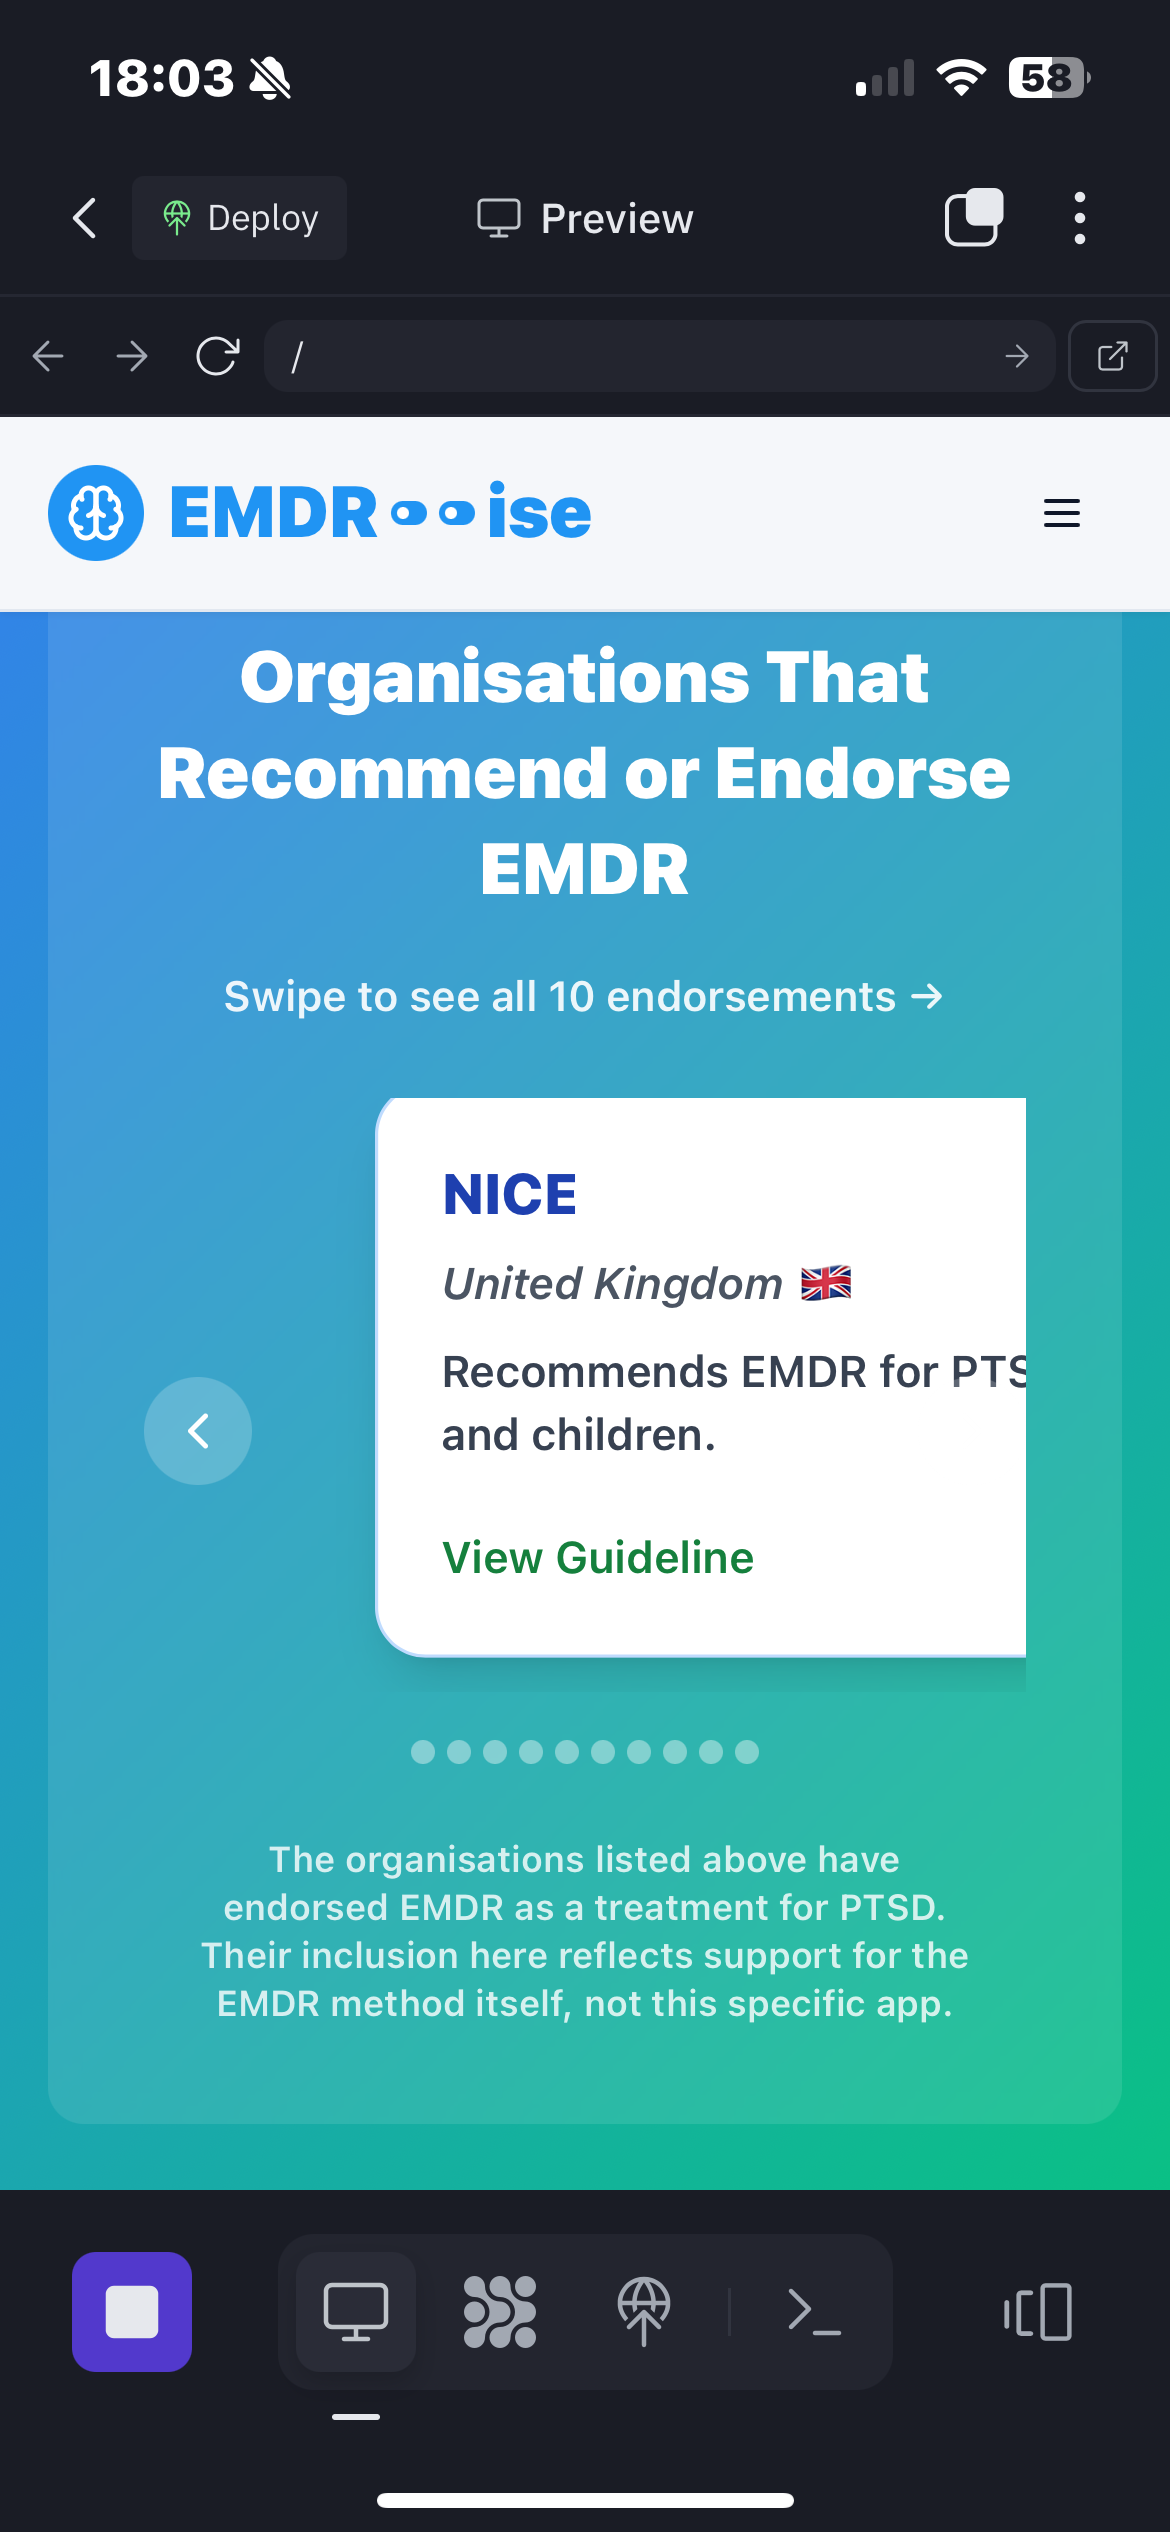 18:03
58
Deploy
Preview
/
EMDR ise
Organisations That
Recommend or Endorse
EMDR
Swipe to see all 10 endorsements →
NICE
United Kingdom 🇬🇧
Recommends EMDR for PTS
and children.
View Guideline
The organisations listed above have
endorsed EMDR as a treatment for PTSD.
Their inclusion here reflects support for the
EMDR method itself, not this specific app.